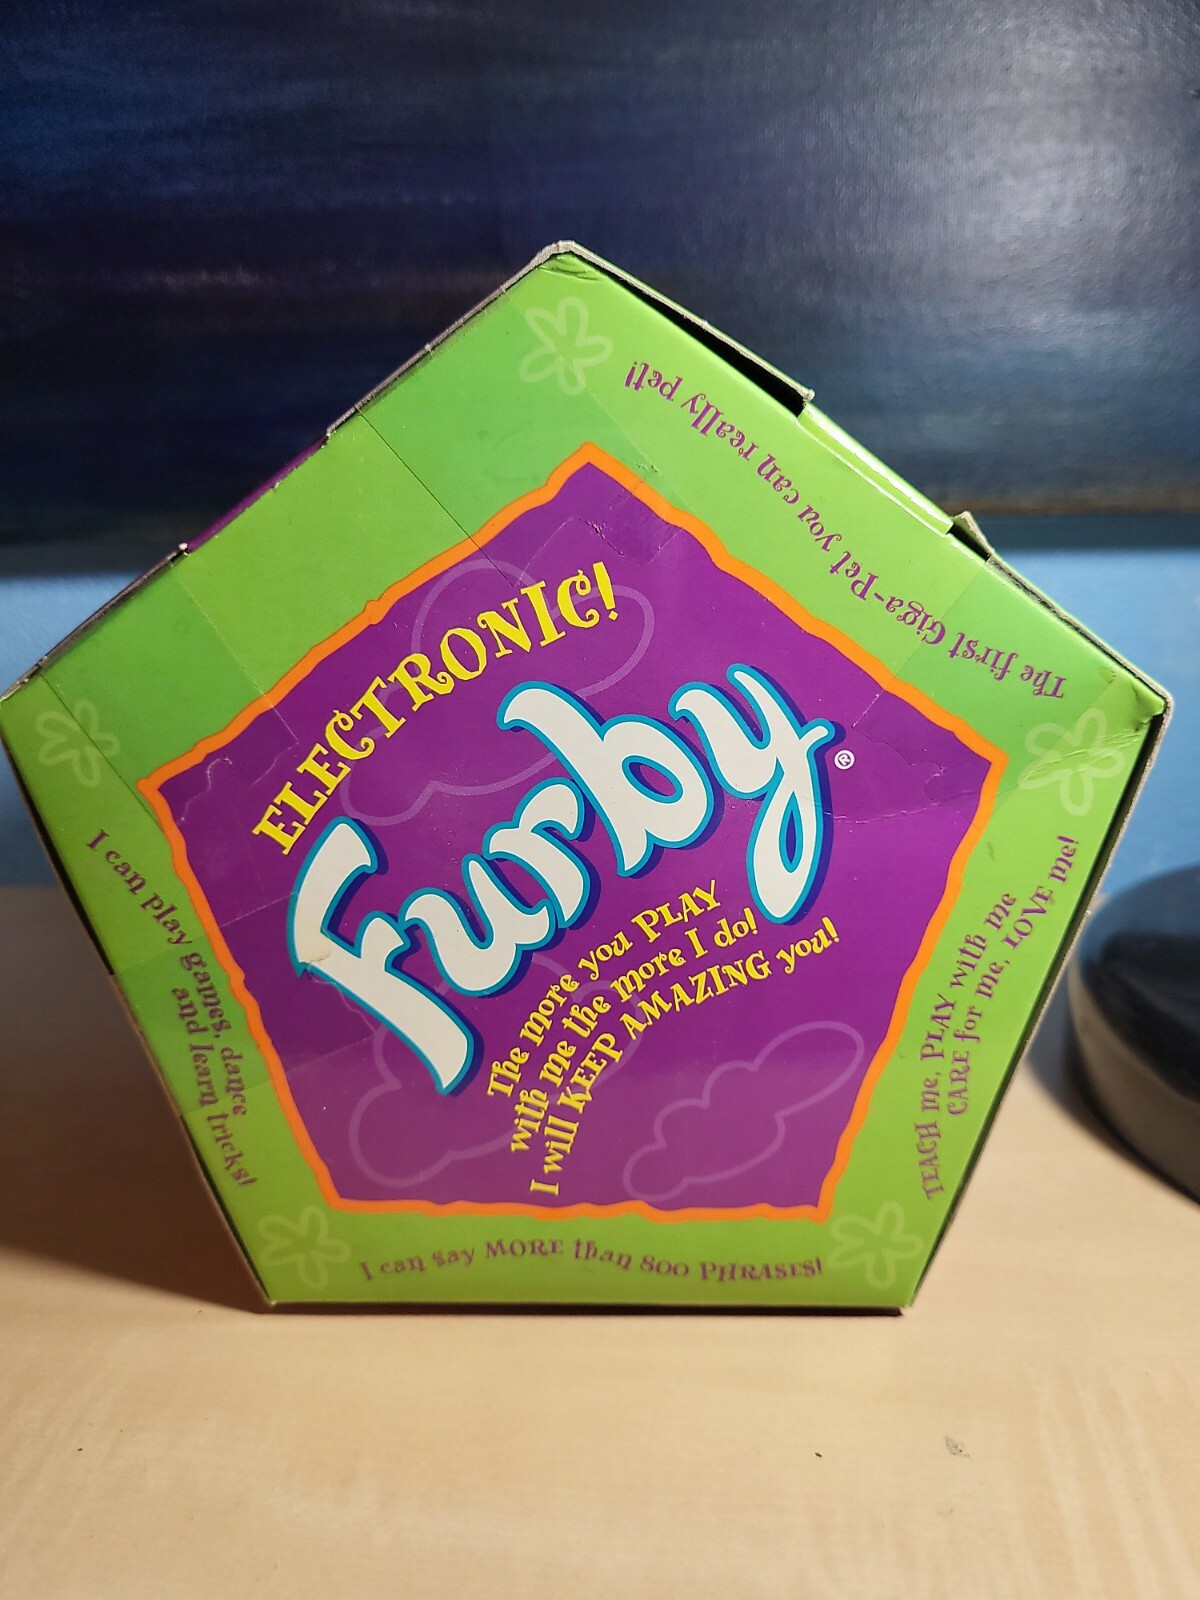 The first Giga-Pet you can really pet!
ELECTRONIC!
Furby®
The more you PLAY
with me the more I do!
I will KEEP AMAZING you!
I can play games, dance
and learn tricks!
TEACH me, PLAY with me
CARE for me, LOVE me!
I can say MORE than 800 PHRASES!